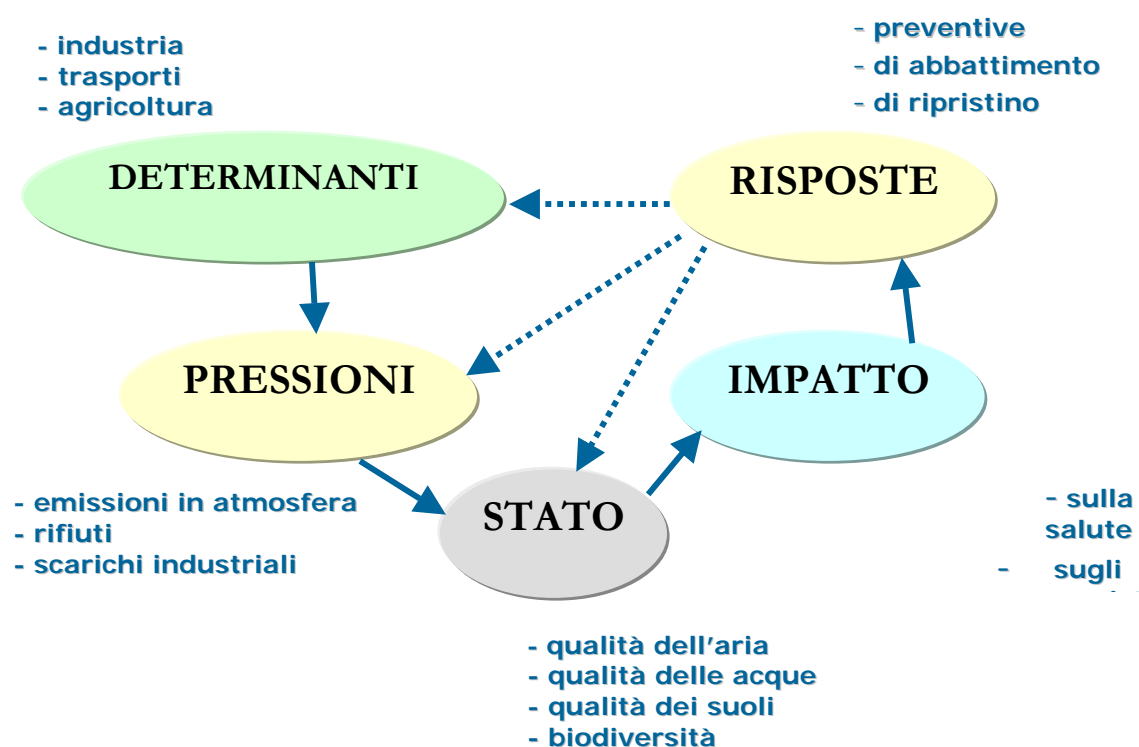 - industria
- trasporti
- agricoltura
- preventive
- di abbattimento
- di ripristino
DETERMINANTI
RISPOSTE
PRESSIONI
IMPATTO
- emissioni in atmosfera
- rifiuti
- scarichi industriali
STATO
- sulla
salute
- sugli
- qualità dell'aria
- qualità delle acque
- qualità dei suoli
- biodiversità